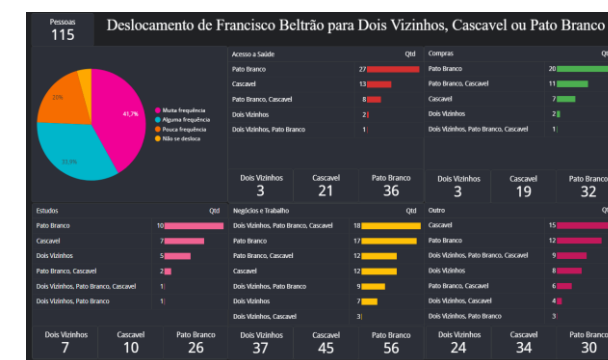 Pessoas
115
Deslocamento de Francisco Beltrão para Dois Vizinhos, Cascavel ou Pato Branco
41,7%
Muita frequência
Alguma frequência
Pouca frequência
Não se desloca
Acesso a Saúde Qtd
Pato Branco 27
Cascavel 13
Pato Branco, Cascavel 8
Dois Vizinhos 2
Dois Vizinhos, Pato Branco 1
Dois Vizinhos Cascavel Pato Branco
3 21 36
Compras
Pato Branco 20
Pato Branco, Cascavel 11
Cascavel 7
Dois Vizinhos 2
Dois Vizinhos, Pato Branco, Cascavel 1
Dois Vizinhos Cascavel Pato Branco
3 19 32
Estudos Qtd
Pato Branco 10
Cascavel 7
Dois Vizinhos 5
Pato Branco, Cascavel 2
Dois Vizinhos, Pato Branco, Cascavel 1
Dois Vizinhos, Pato Branco 1
Dois Vizinhos Cascavel Pato Branco
7 10 26
Negócios e Trabalho Qtd
Dois Vizinhos, Pato Branco, Cascavel 18
Pato Branco 17
Pato Branco, Cascavel 12
Cascavel 12
Dois Vizinhos, Pato Branco 9
Dois Vizinhos 7
Dois Vizinhos, Cascavel 3
Dois Vizinhos Cascavel Pato Branco
37 45 56
Outro
Cascavel 15
Pato Branco 12
Dois Vizinhos, Pato Branco, Cascavel 9
Dois Vizinhos 8
Pato Branco, Cascavel 6
Dois Vizinhos, Cascavel 4
Dois Vizinhos, Pato Branco 3
Dois Vizinhos Cascavel Pato Branco
24 34 30